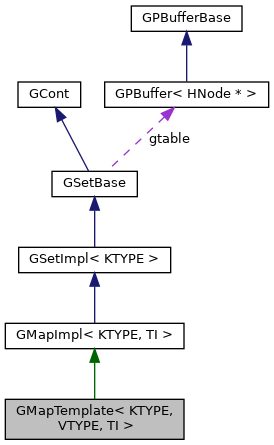 GPBufferBase
GCont
GPBuffer< HNode * >
gtable
GSetBase
GSetImpl< KTYPE >
GMapImpl< KTYPE, TI >
GMapTemplate< KTYPE,
VTYPE, TI >